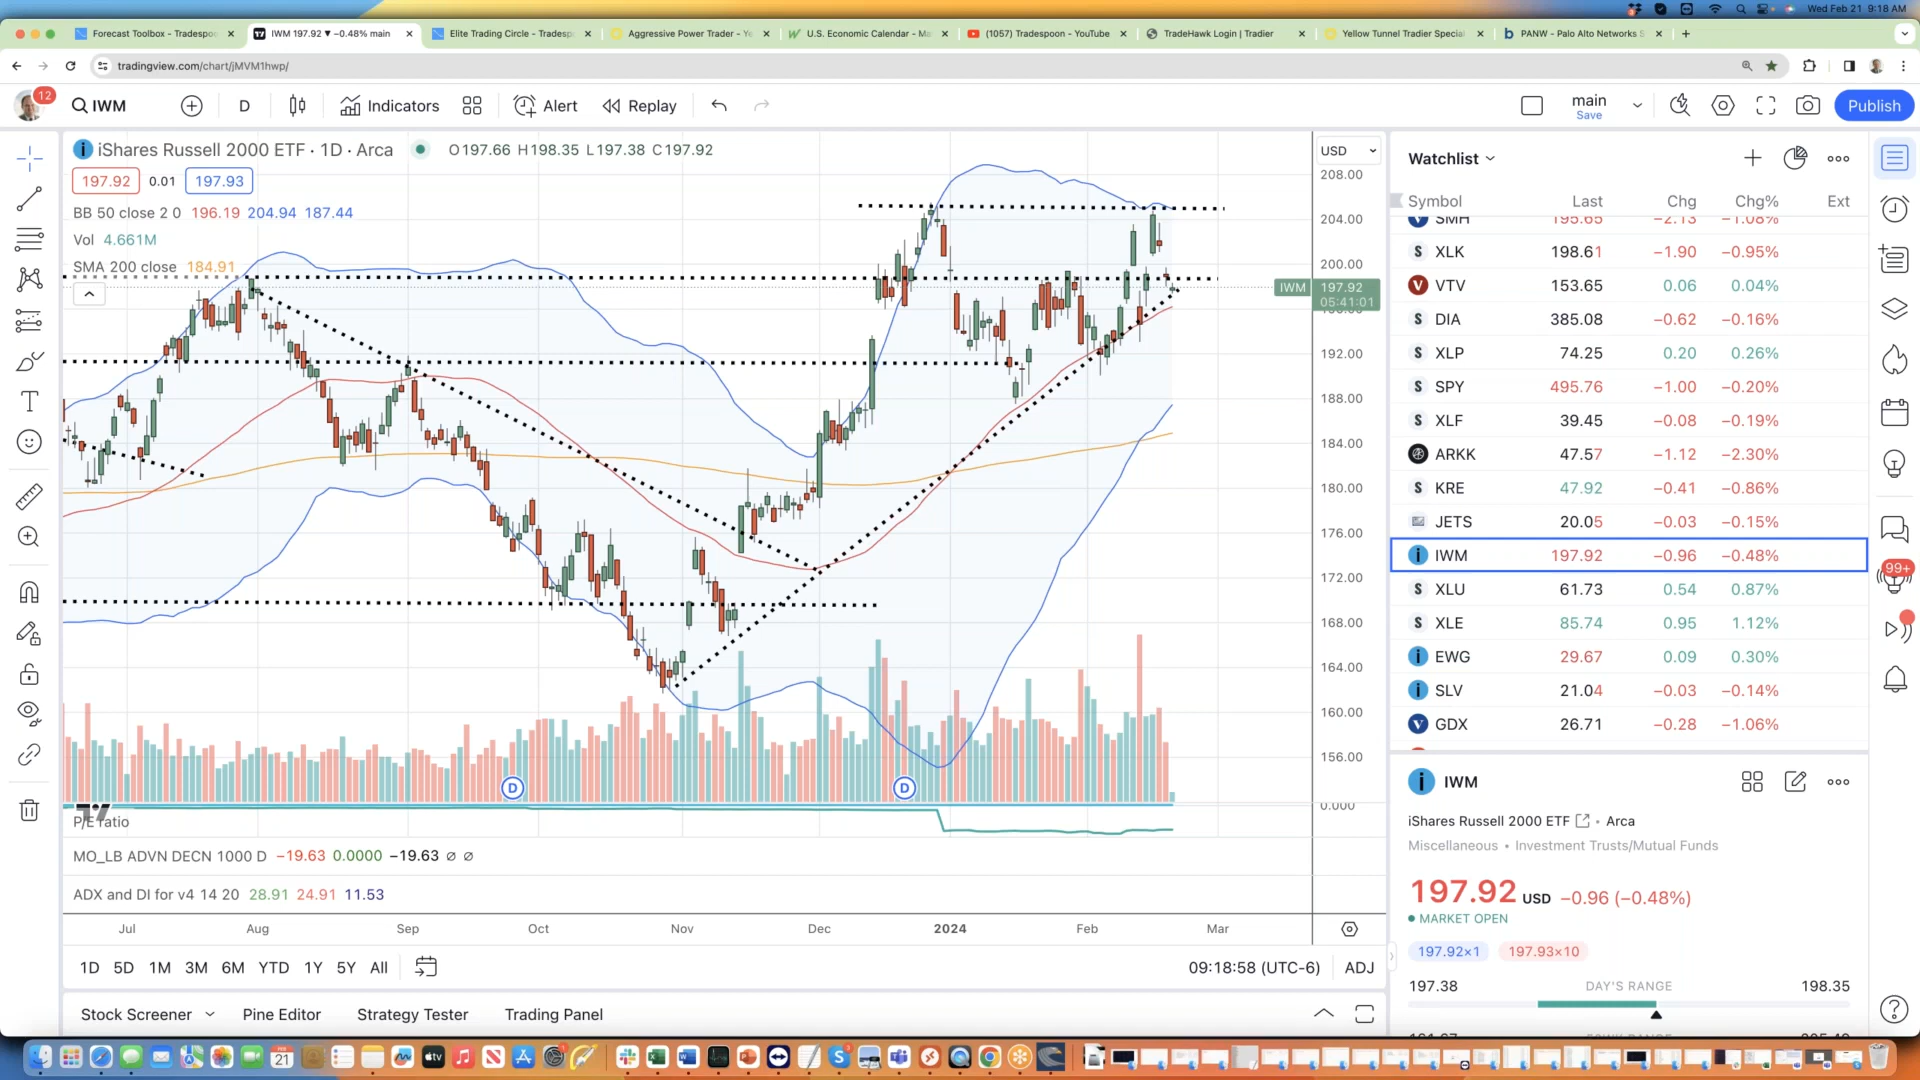 Wed Feb 21 9:18 AM
Forecast Toolbox - Tradespoo
IWM 197.92 ▼ −0.48% main
Elite Trading Circle - Tradesp
Aggressive Power Trader - Ye
U.S. Economic Calendar - Ma
(1057) Tradespoon - YouTube
TradeHawk Login | Tradier
Yellow Tunnel Tradier Special
PANW - Palo Alto Networks S
tradingview.com/chart/jMVM1hwp/
12
IWM
D
Indicators
Alert
Replay
main
Save
Publish
iShares Russell 2000 ETF · 1D · Arca O197.66 H198.35 L197.38 C197.92
197.92 0.01 197.93
BB 50 close 2 0 196.19 204.94 187.44
Vol 4.661M
SMA 200 close 184.91
USD
208.00
204.00
200.00
IWM 197.92
05:41:01
192.00
188.00
184.00
180.00
176.00
172.00
168.00
164.00
160.00
156.00
D
D
P/E ratio
MO_LB ADVN DECN 1000 D −19.63 0.0000 −19.63 ∅ ∅
ADX and DI for v4 14 20 28.91 24.91 11.53
Jul Aug Sep Oct Nov Dec 2024 Feb Mar
1D 5D 1M 3M 6M YTD 1Y 5Y All
09:18:58 (UTC-6) ADJ
Stock Screener Pine Editor Strategy Tester Trading Panel
Watchlist
Symbol Last Chg Chg% Ext
SMH 195.65 −2.13 −1.08%
XLK 198.61 −1.90 −0.95%
VTV 153.65 0.06 0.04%
DIA 385.08 −0.62 −0.16%
XLP 74.25 0.20 0.26%
SPY 495.76 −1.00 −0.20%
XLF 39.45 −0.08 −0.19%
ARKK 47.57 −1.12 −2.30%
KRE 47.92 −0.41 −0.86%
JETS 20.05 −0.03 −0.15%
IWM 197.92 −0.96 −0.48%
XLU 61.73 0.54 0.87%
XLE 85.74 0.95 1.12%
EWG 29.67 0.09 0.30%
SLV 21.04 −0.03 −0.14%
GDX 26.71 −0.28 −1.06%
99+
IWM
iShares Russell 2000 ETF • Arca
Miscellaneous • Investment Trusts/Mutual Funds
197.92 USD −0.96 (−0.48%)
MARKET OPEN
197.92×1 197.93×10
197.38 DAY'S RANGE 198.35
FEB
21
tv